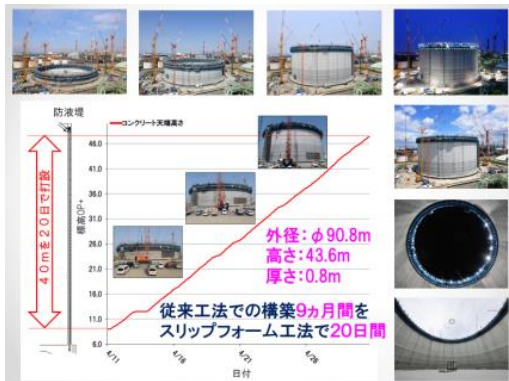 防液堤
コンクリート天端高さ
40mを20日で打設
標高OP+
46.0
41.0
36.0
31.0
26.0
21.0
16.0
11.0
6.0
4/11
4/16
4/21
4/26
日付
外径：φ90.8m
高さ：43.6m
厚さ：0.8m
従来工法での構築9ヵ月間を
スリップフォーム工法で20日間